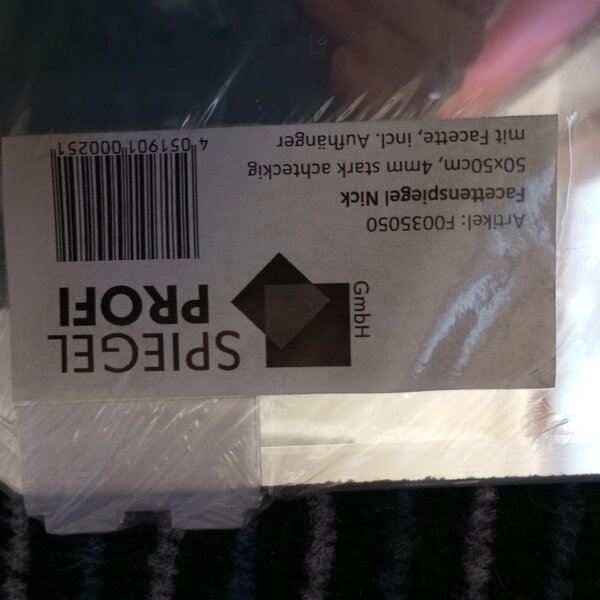 SPIEGEL
PROFI
GmbH
Artikel: F0035050
Facettenspiegel Nick
50x50cm, 4mm stark achteckig
mit Facette, incl. Aufhänger
4 051901 000251